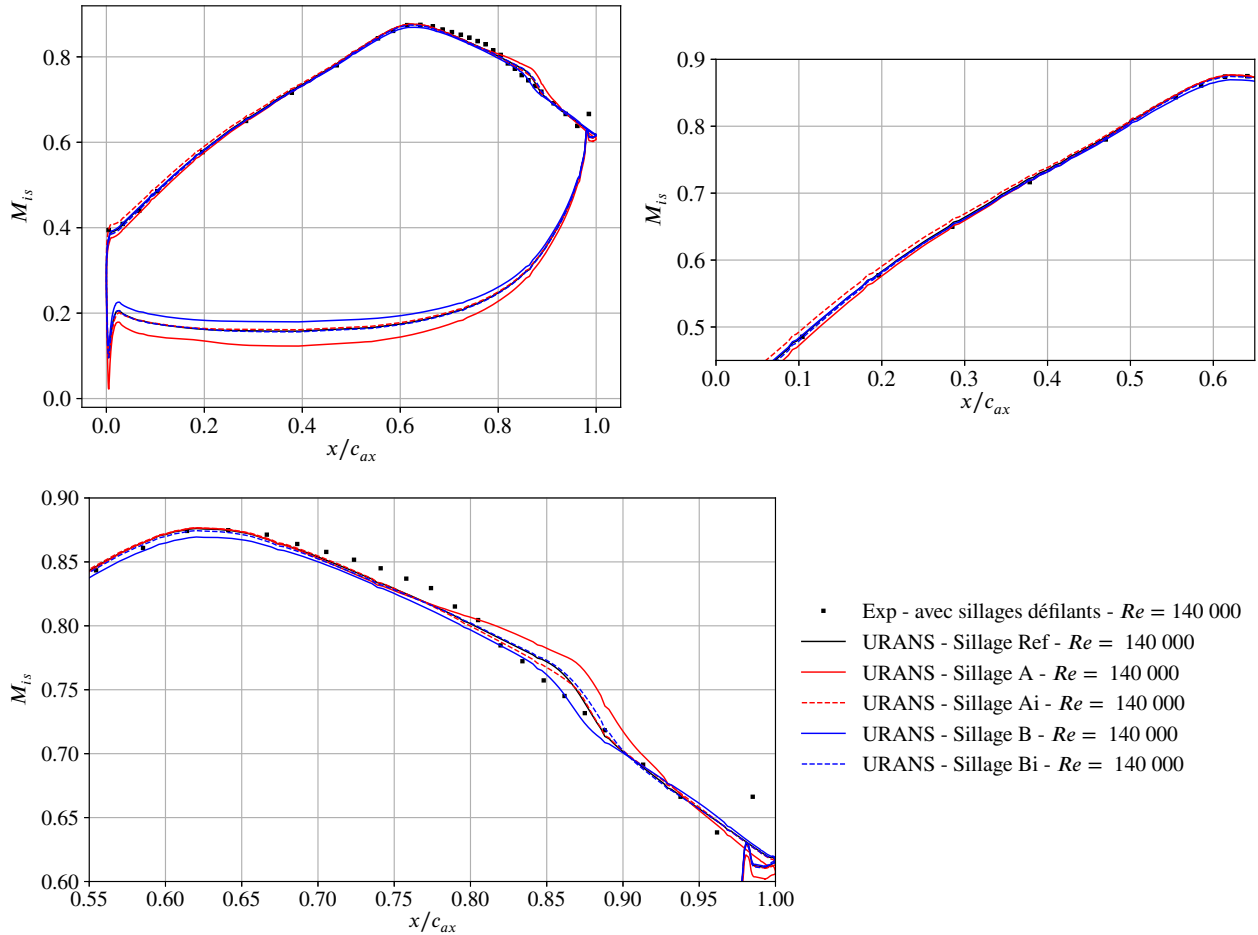 0.8
0.6
0.4
0.2
0.0
M_is
0.0 0.2 0.4 0.6 0.8 1.0
x/c_ax
0.9
0.8
0.7
0.6
0.5
M_is
0.0 0.1 0.2 0.3 0.4 0.5 0.6
x/c_ax
0.90
0.85
0.80
0.75
0.70
0.65
0.60
M_is
0.55 0.60 0.65 0.70 0.75 0.80 0.85 0.90 0.95 1.00
x/c_ax
Exp - avec sillages défilants - Re = 140 000
URANS - Sillage Ref - Re = 140 000
URANS - Sillage A - Re = 140 000
URANS - Sillage Ai - Re = 140 000
URANS - Sillage B - Re = 140 000
URANS - Sillage Bi - Re = 140 000